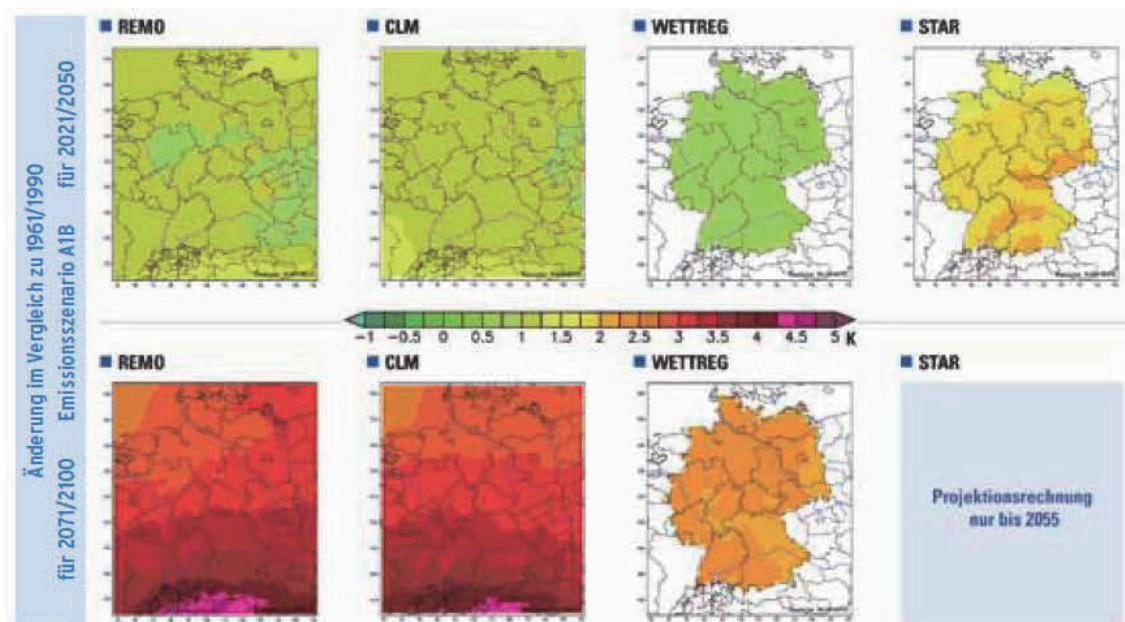 REMO
CLM
WETTREG
STAR
Änderung im Vergleich zu 1961/1990
Emissionsszenario A1B
für 2021/2050
für 2071/2100
-1 -0.5 0 0.5 1 1.5 2 2.5 3 3.5 4 4.5 5 K
REMO
CLM
WETTREG
STAR
Projektionsrechnung
nur bis 2055